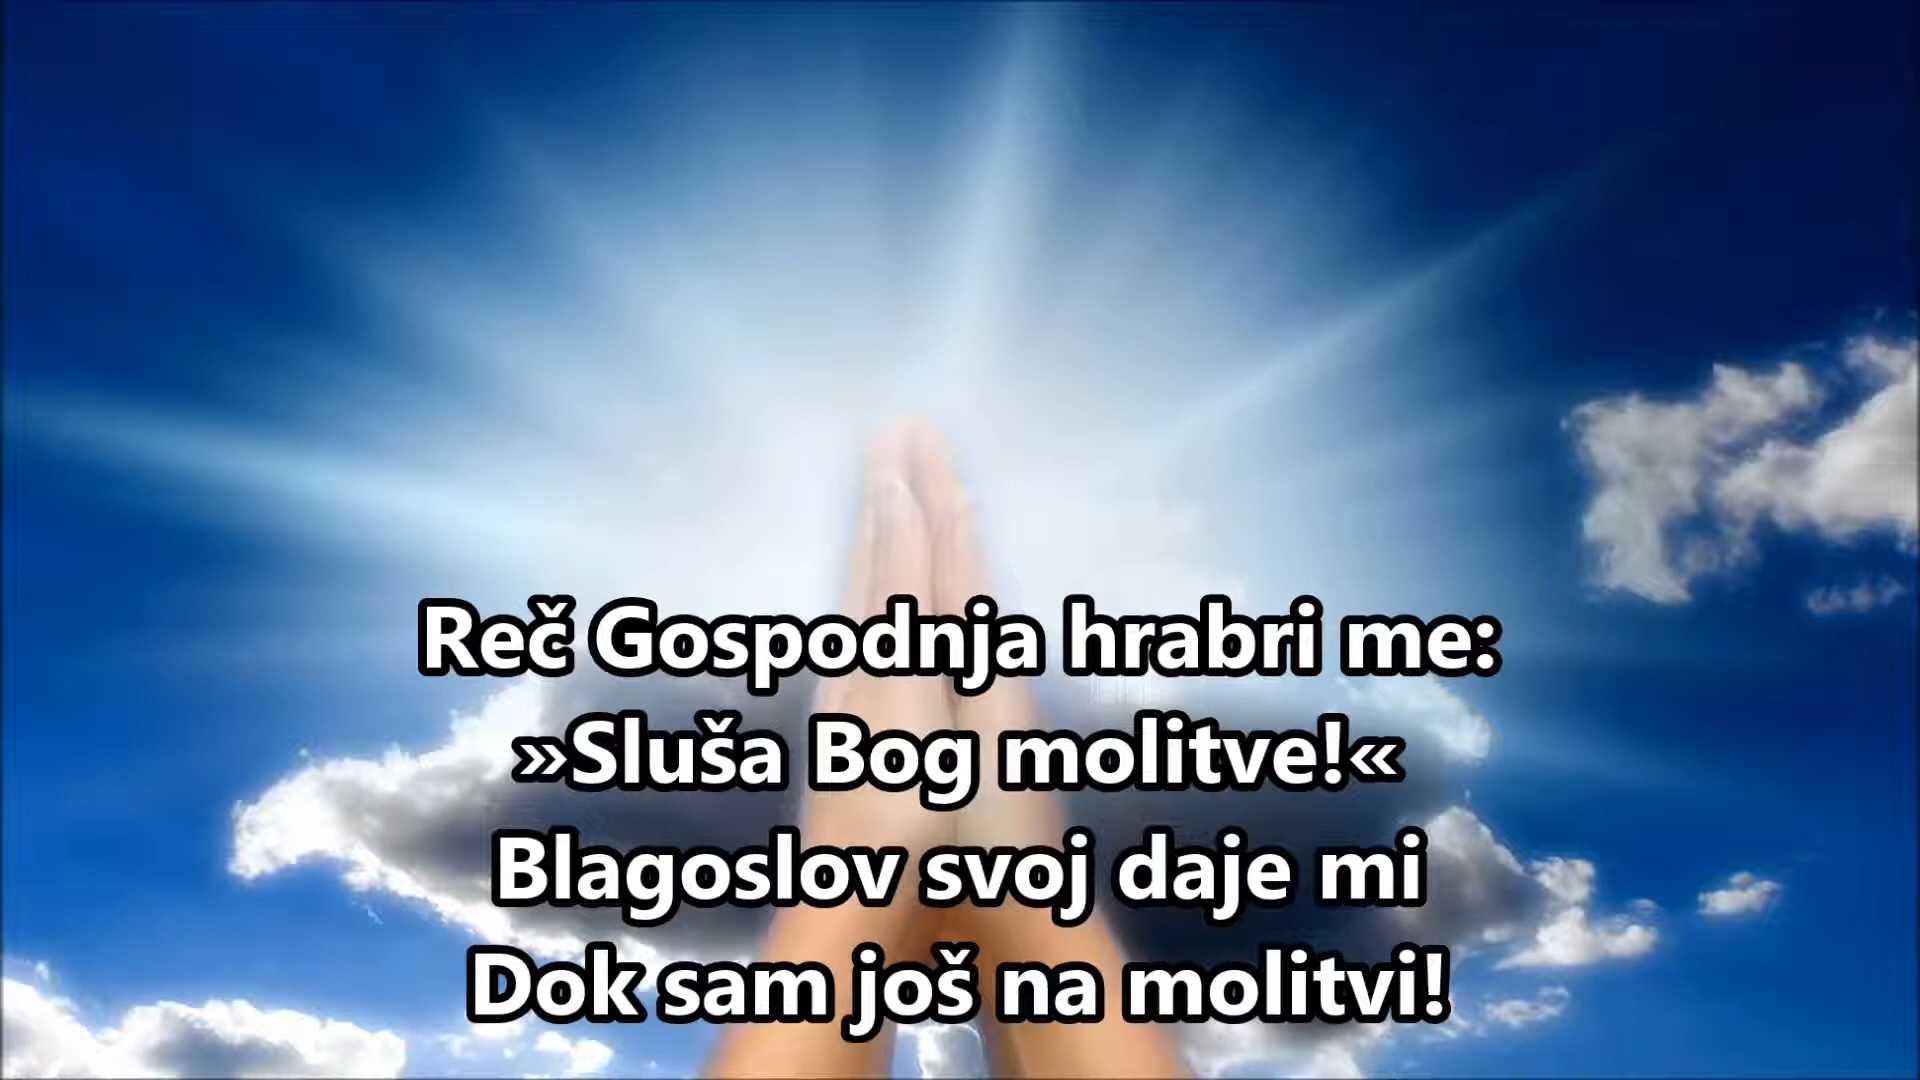 Reč Gospodnja hrabri me:
»Sluša Bog molitve!«
Blagoslov svoj daje mi
Dok sam još na molitvi!